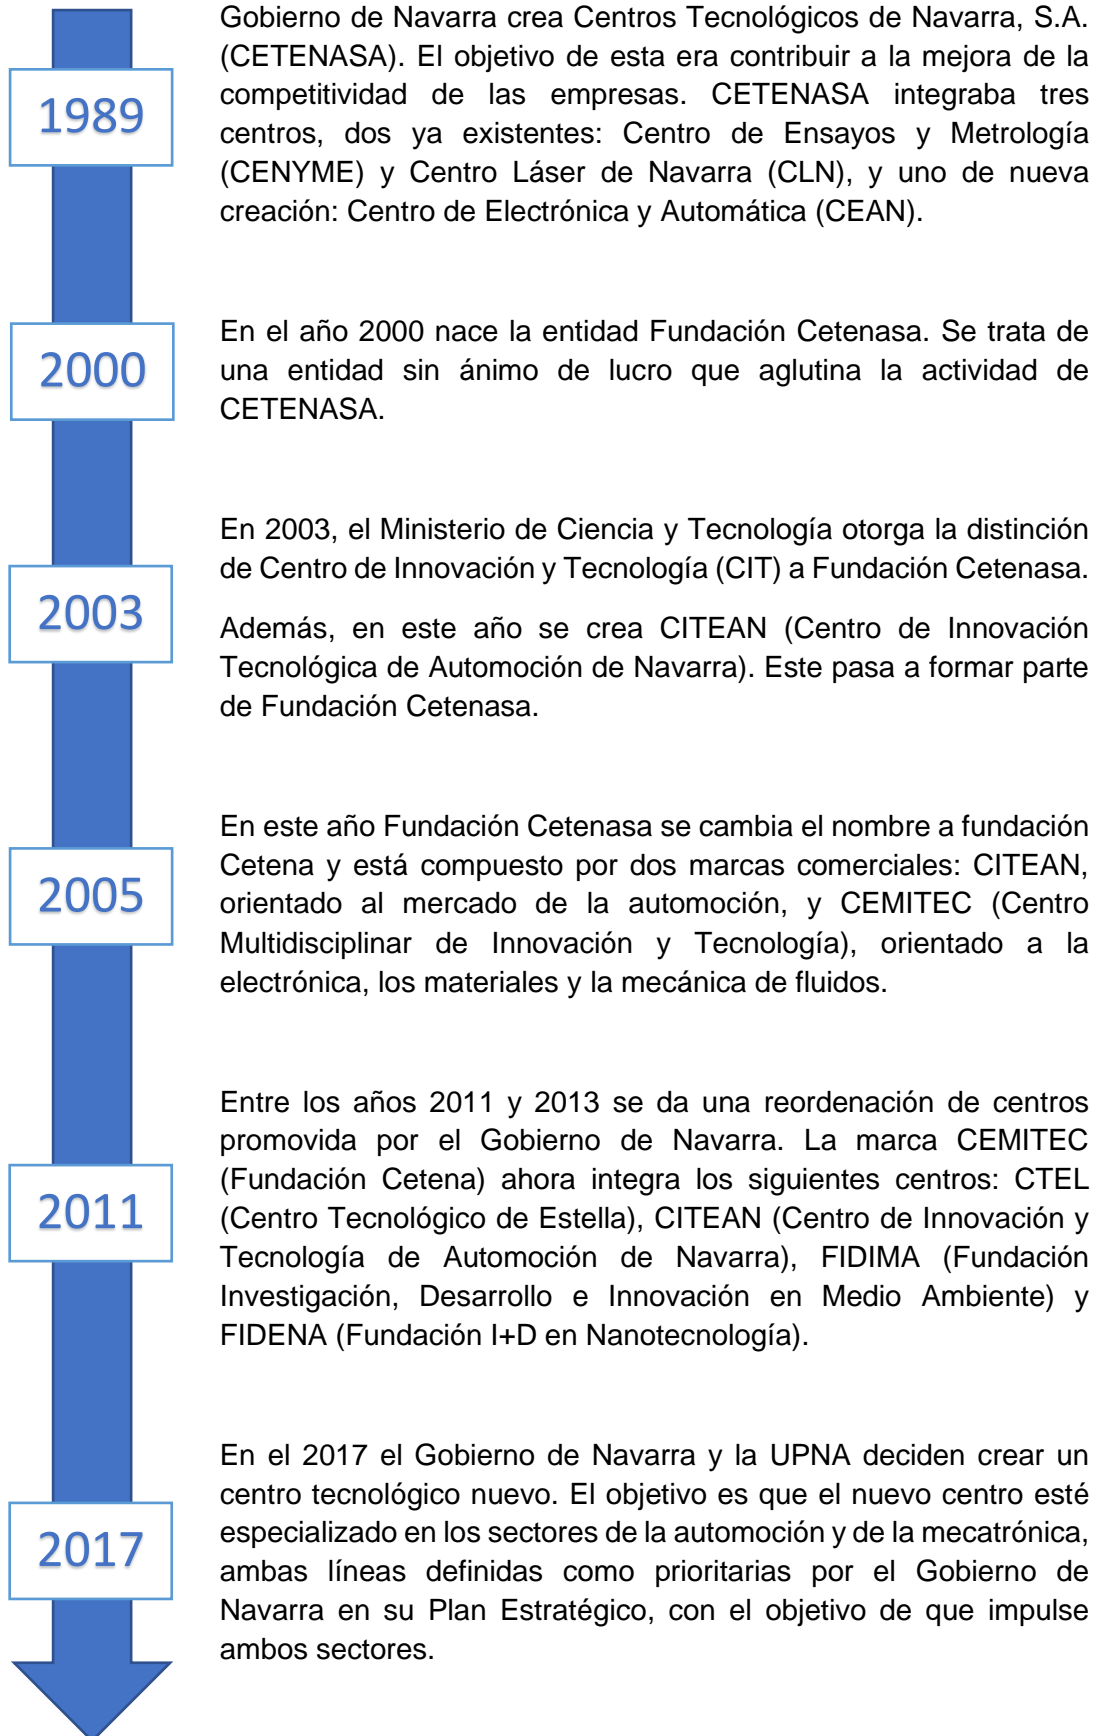 Gobierno de Navarra crea Centros Tecnológicos de Navarra, S.A.
(CETENASA). El objetivo de esta era contribuir a la mejora de la
1989
competitividad de las empresas. CETENASA integraba tres
centros, dos ya existentes: Centro de Ensayos y Metrología
(CENYME) y Centro Láser de Navarra (CLN), y uno de nueva
creación: Centro de Electrónica y Automática (CEAN).
2000
En el año 2000 nace la entidad Fundación Cetenasa. Se trata de
una entidad sin ánimo de lucro que aglutina la actividad de
CETENASA.
2003
En 2003, el Ministerio de Ciencia y Tecnología otorga la distinción
de Centro de Innovación y Tecnología (CIT) a Fundación Cetenasa.
Además, en este año se crea CITEAN (Centro de Innovación
Tecnológica de Automoción de Navarra). Este pasa a formar parte
de Fundación Cetenasa.
2005
En este año Fundación Cetenasa se cambia el nombre a fundación
Cetena y está compuesto por dos marcas comerciales: CITEAN,
orientado al mercado de la automoción, y CEMITEC (Centro
Multidisciplinar de Innovación y Tecnología), orientado a la
electrónica, los materiales y la mecánica de fluidos.
2011
Entre los años 2011 y 2013 se da una reordenación de centros
promovida por el Gobierno de Navarra. La marca CEMITEC
(Fundación Cetena) ahora integra los siguientes centros: CTEL
(Centro Tecnológico de Estella), CITEAN (Centro de Innovación y
Tecnología de Automoción de Navarra), FIDIMA (Fundación
Investigación, Desarrollo e Innovación en Medio Ambiente) y
FIDENA (Fundación I+D en Nanotecnología).
2017
En el 2017 el Gobierno de Navarra y la UPNA deciden crear un
centro tecnológico nuevo. El objetivo es que el nuevo centro esté
especializado en los sectores de la automoción y de la mecatrónica,
ambas líneas definidas como prioritarias por el Gobierno de
Navarra en su Plan Estratégico, con el objetivo de que impulse
ambos sectores.